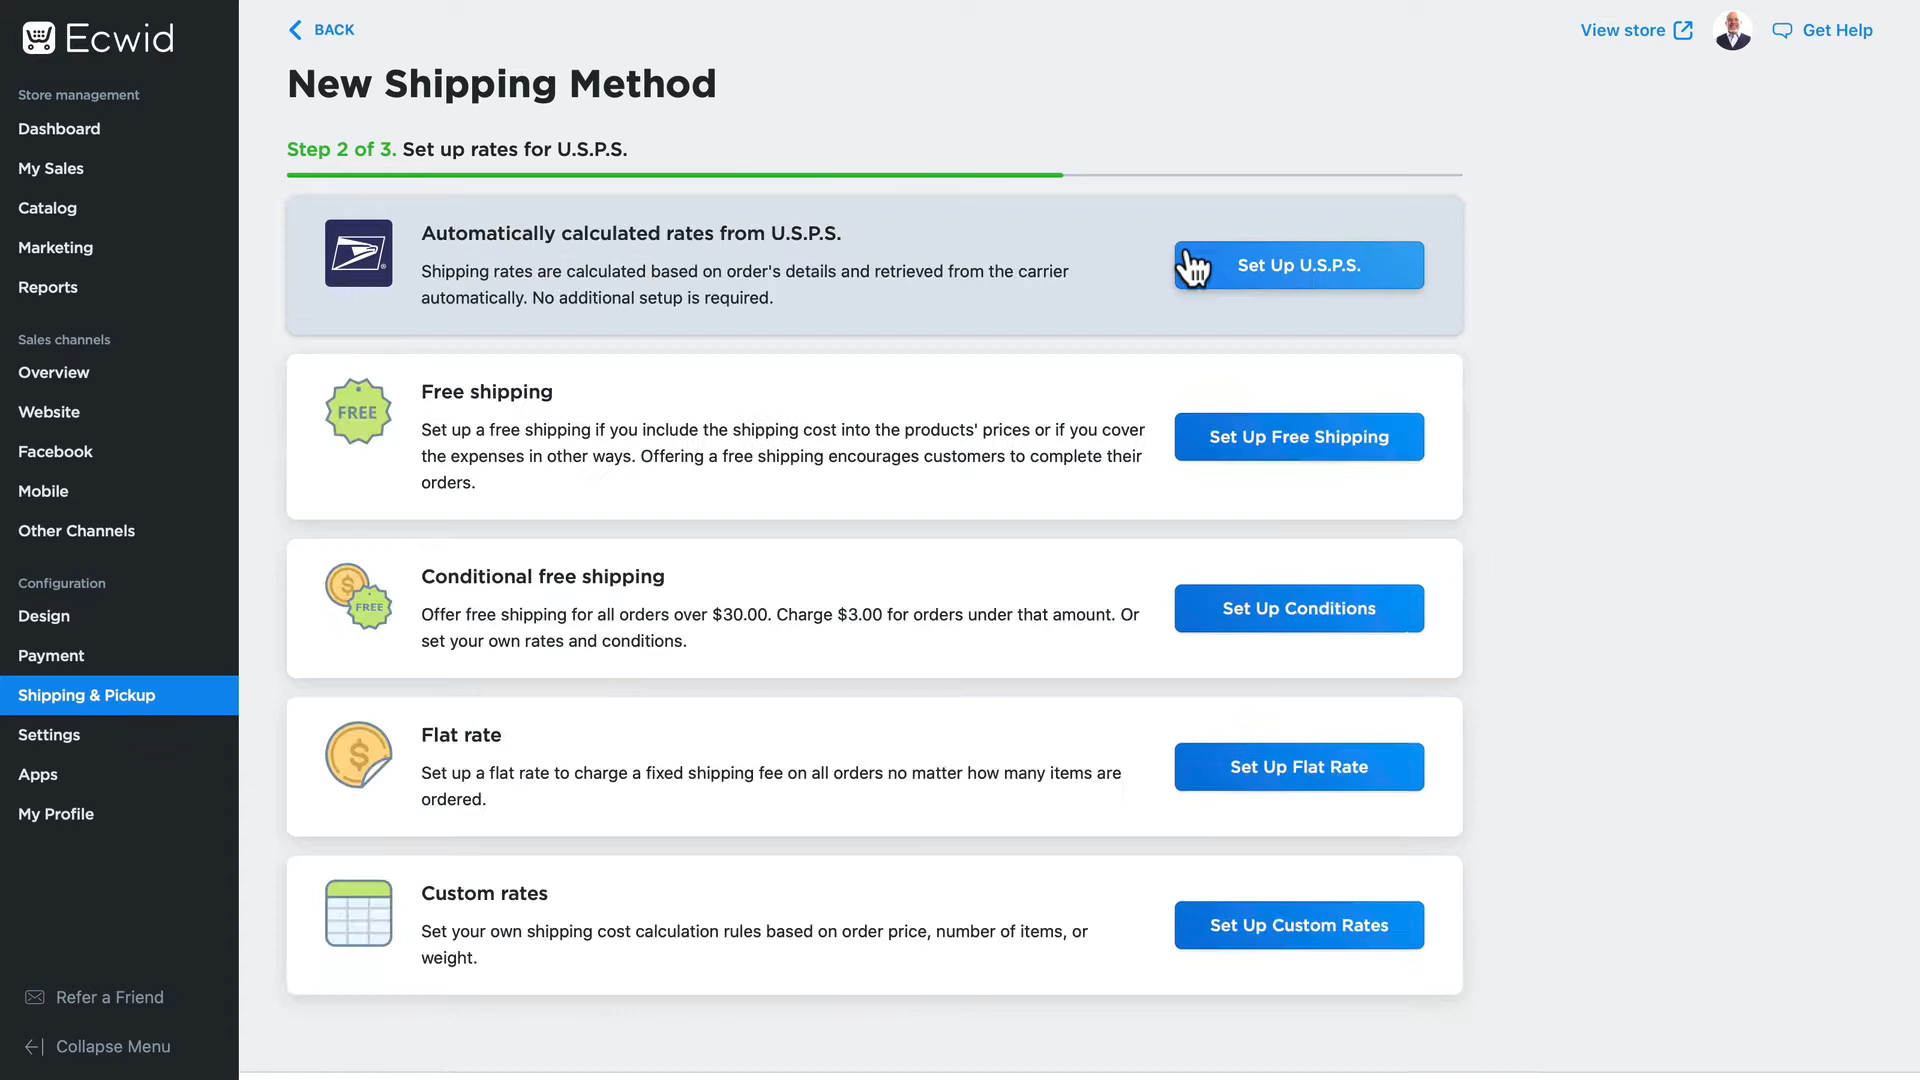 Ecwid
Store management
Dashboard
My Sales
Catalog
Marketing
Reports
Sales channels
Overview
Website
Facebook
Mobile
Other Channels
Configuration
Design
Payment
Shipping & Pickup
Settings
Apps
My Profile
Refer a Friend
Collapse Menu
BACK
View store
Get Help
New Shipping Method
Step 2 of 3. Set up rates for U.S.P.S.
Automatically calculated rates from U.S.P.S.
Shipping rates are calculated based on order's details and retrieved from the carrier
automatically. No additional setup is required.
Set Up U.S.P.S.
FREE
Free shipping
Set up a free shipping if you include the shipping cost into the products' prices or if you cover
the expenses in other ways. Offering a free shipping encourages customers to complete their
orders.
Set Up Free Shipping
$
FREE
Conditional free shipping
Offer free shipping for all orders over $30.00. Charge $3.00 for orders under that amount. Or
set your own rates and conditions.
Set Up Conditions
$
Flat rate
Set up a flat rate to charge a fixed shipping fee on all orders no matter how many items are
ordered.
Set Up Flat Rate
Custom rates
Set your own shipping cost calculation rules based on order price, number of items, or
weight.
Set Up Custom Rates